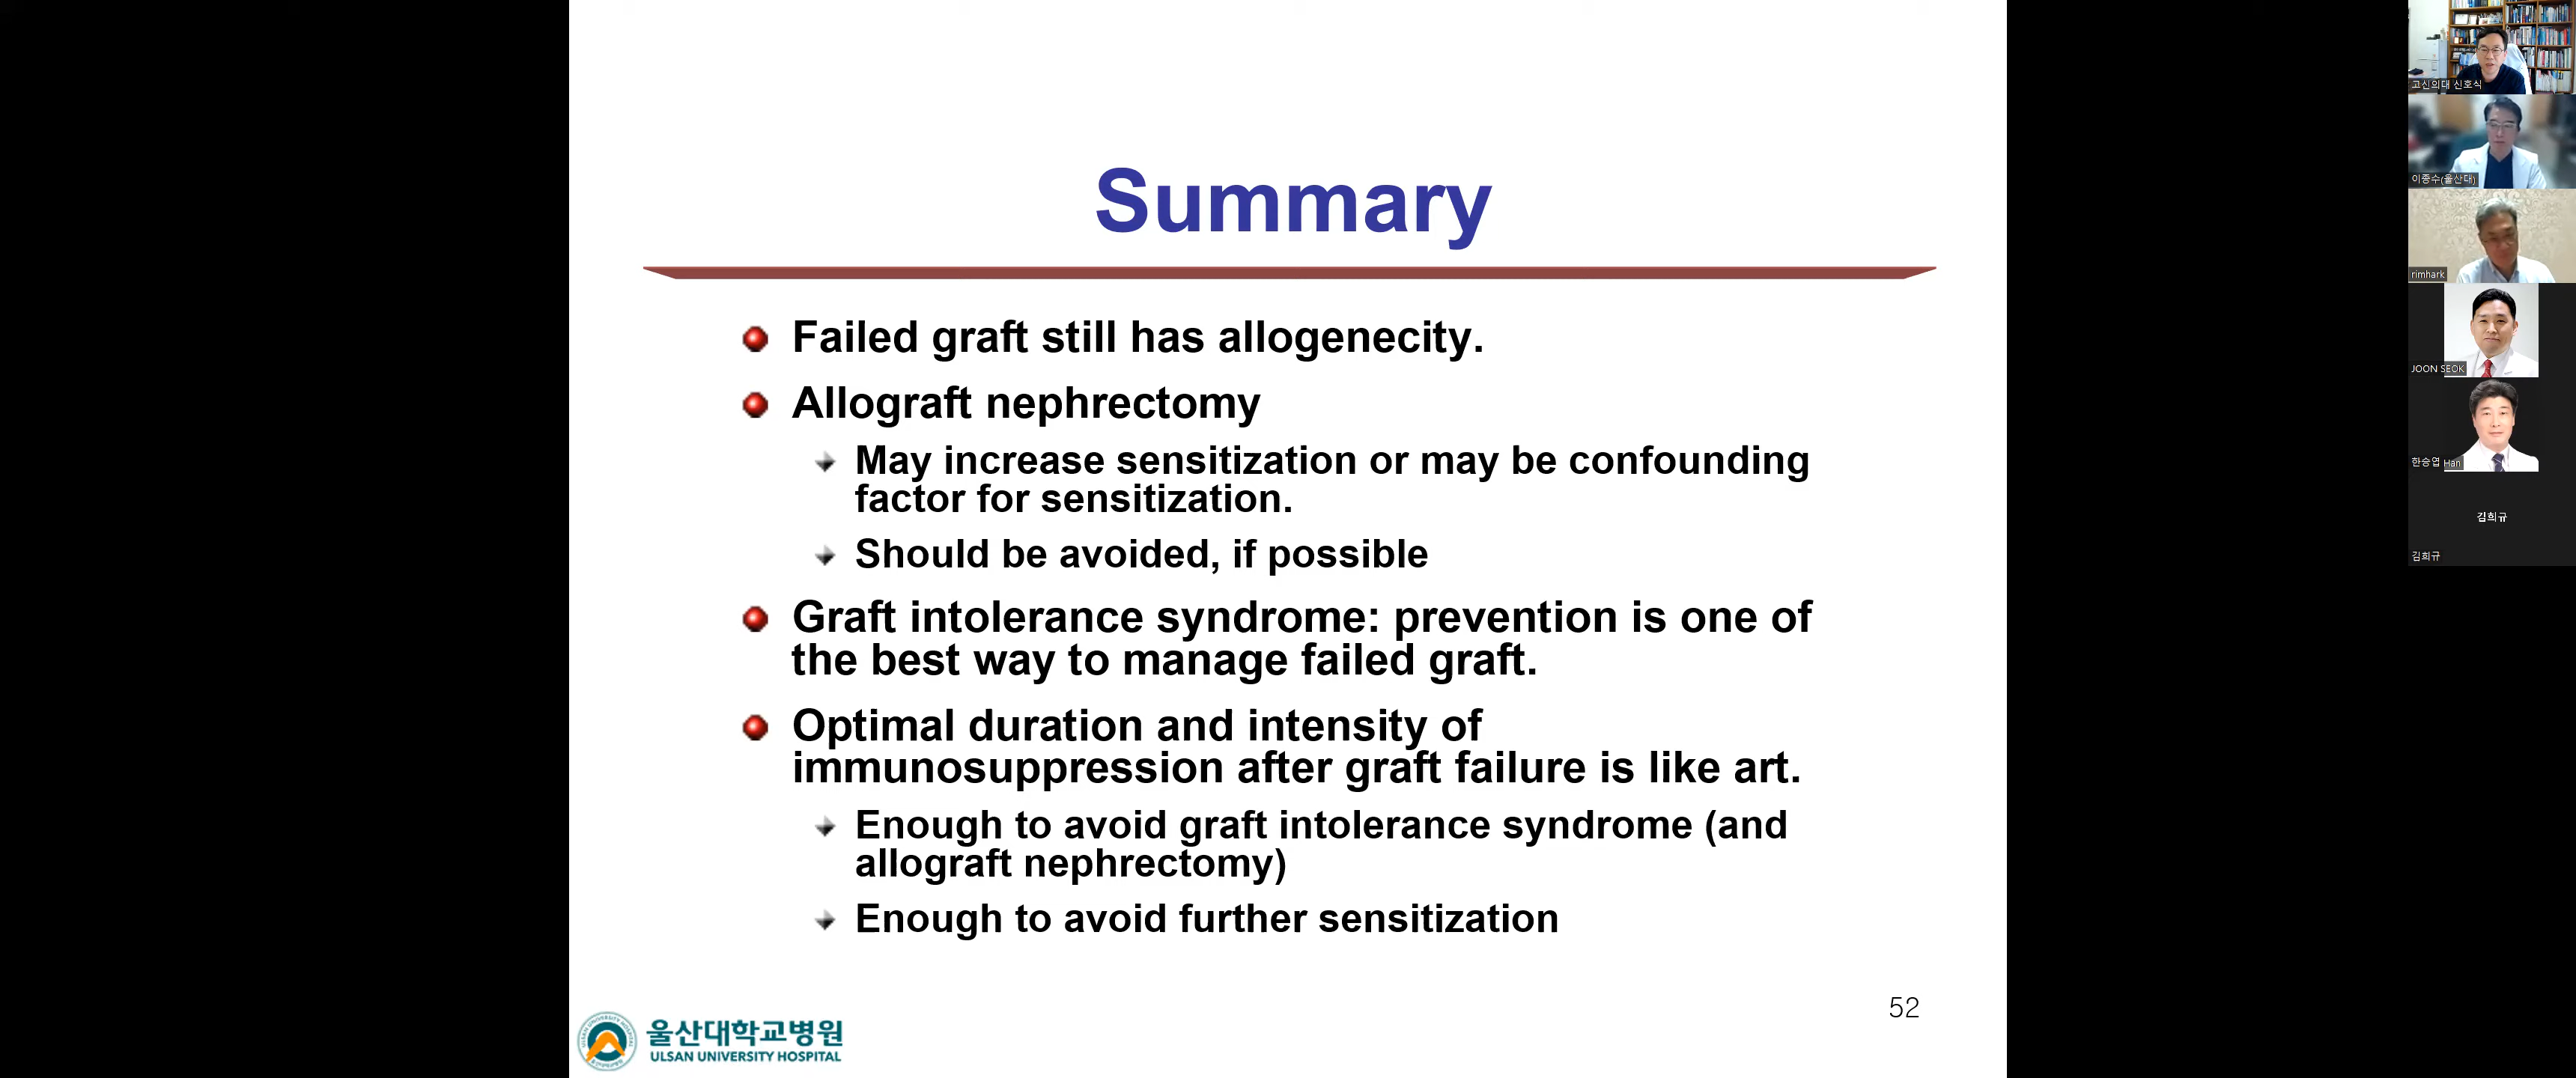 Summary
Failed graft still has allogenecity.
Allograft nephrectomy
May increase sensitization or may be confounding
factor for sensitization.
Should be avoided, if possible
Graft intolerance syndrome: prevention is one of
the best way to manage failed graft.
Optimal duration and intensity of
immunosuppression after graft failure is like art.
Enough to avoid graft intolerance syndrome (and
allograft nephrectomy)
Enough to avoid further sensitization
52
울산대학교병원
ULSAN UNIVERSITY HOSPITAL
고신의대 신호식
이종수(울산대)
rimhark
JOON SEOK
한승엽 Han
김희규
김희규